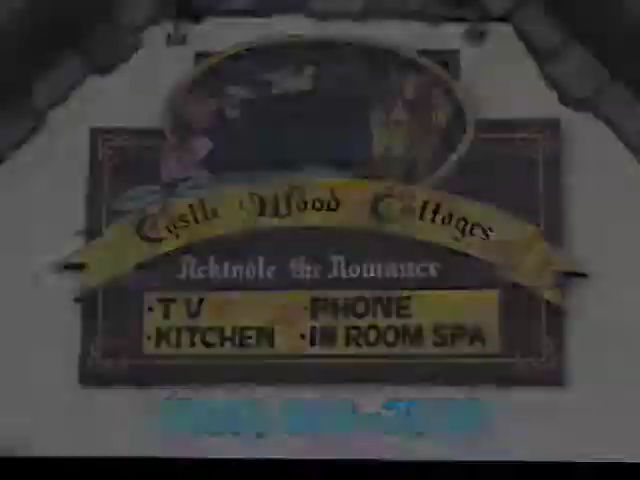 Castle Wood Cottages
Rekindle the Romance
·TV ·PHONE
·KITCHEN ·IN ROOM SPA